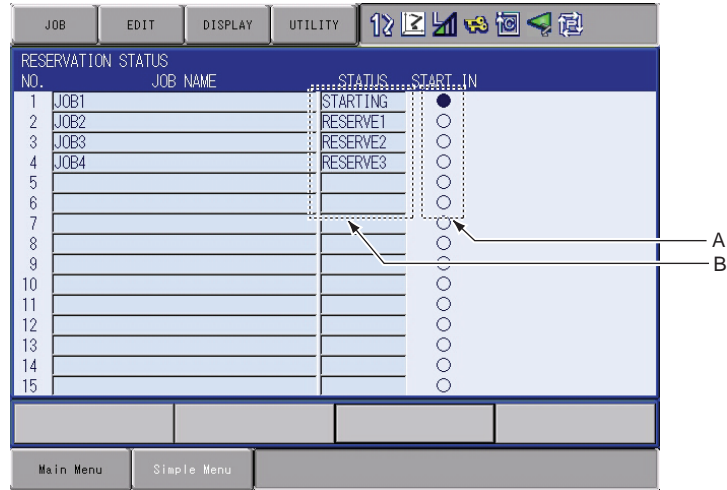 JOB EDIT DISPLAY UTILITY
RESERVATION STATUS
NO. JOB NAME STATUS START IN
1 JOB1 STARTING
2 JOB2 RESERVE1
3 JOB3 RESERVE2
4 JOB4 RESERVE3
5
6
7
8
9
10
11
12
13
14
15
A
B
Main Menu Simple Menu